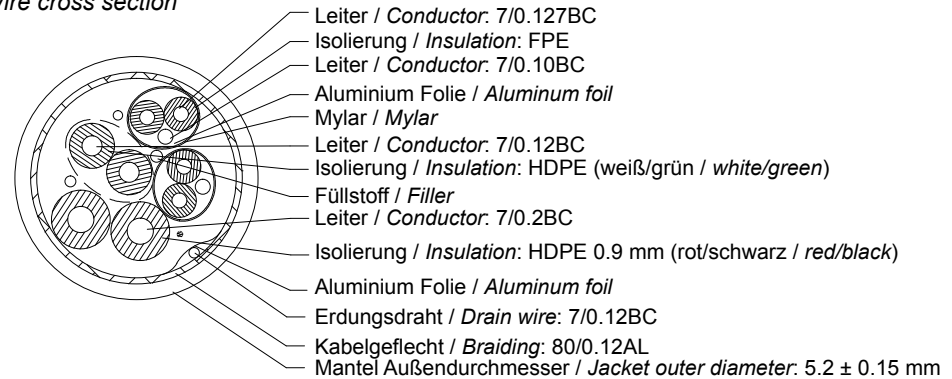 wire cross section
Leiter / Conductor: 7/0.127BC
Isolierung / Insulation: FPE
Leiter / Conductor: 7/0.10BC
Aluminium Folie / Aluminum foil
Mylar / Mylar
Leiter / Conductor: 7/0.12BC
Isolierung / Insulation: HDPE (weiß/grün / white/green)
Füllstoff / Filler
Leiter / Conductor: 7/0.2BC
Isolierung / Insulation: HDPE 0.9 mm (rot/schwarz / red/black)
Aluminium Folie / Aluminum foil
Erdungsdraht / Drain wire: 7/0.12BC
Kabelgeflecht / Braiding: 80/0.12AL
Mantel Außendurchmesser / Jacket outer diameter: 5.2 ± 0.15 mm